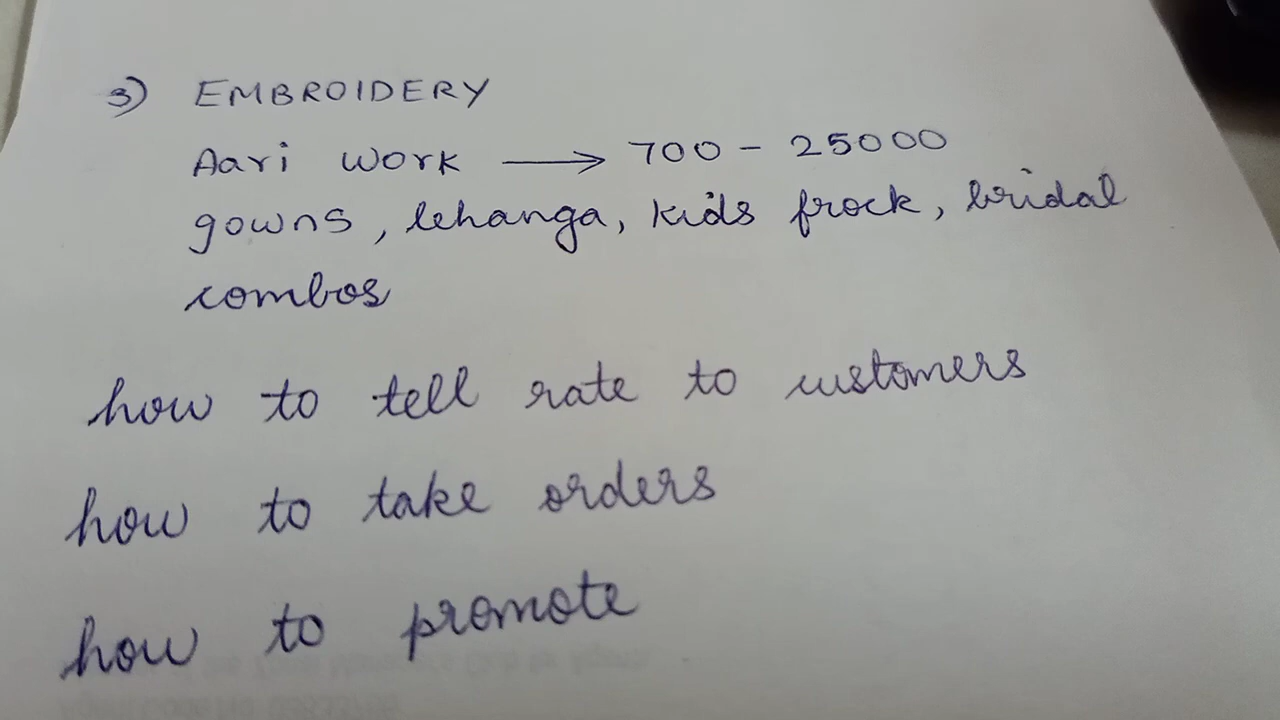 3) EMBROIDERY
Aari work → 700 - 25000
gowns, lehanga, kids frock, bridal
combos
how to tell rate to customers
how to take orders
how to promote